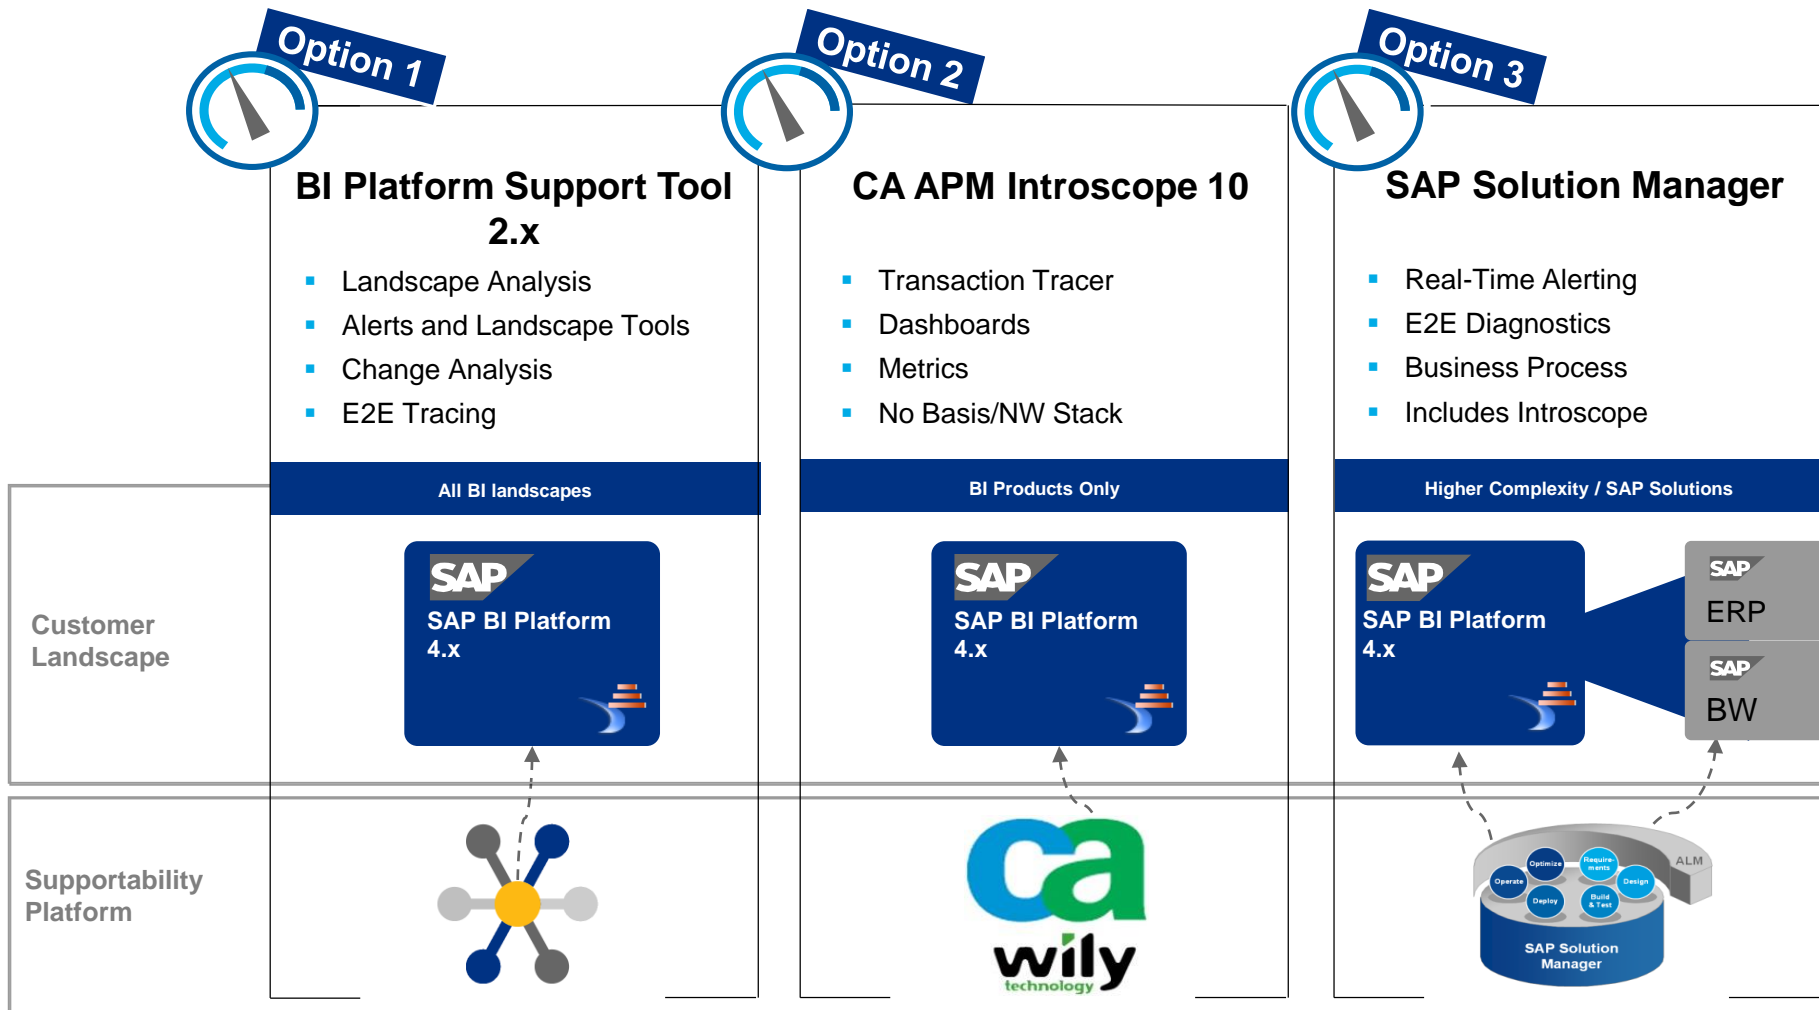 Option 1
Option 2
Option 3
BI Platform Support Tool
2.x
Landscape Analysis
Alerts and Landscape Tools
Change Analysis
E2E Tracing
CA APM Introscope 10
Transaction Tracer
Dashboards
Metrics
No Basis/NW Stack
SAP Solution Manager
Real-Time Alerting
E2E Diagnostics
Business Process
Includes Introscope
All BI landscapes
BI Products Only
Higher Complexity / SAP Solutions
Customer
Landscape
SAP
SAP BI Platform
4.x
SAP
SAP BI Platform
4.x
SAP
SAP BI Platform
4.x
SAP
ERP
SAP
BW
Supportability
Platform
ca
wily
technology
ALM
Optimize
Require-
ments
Operate
Design
Deploy
Build
& Test
SAP Solution
Manager